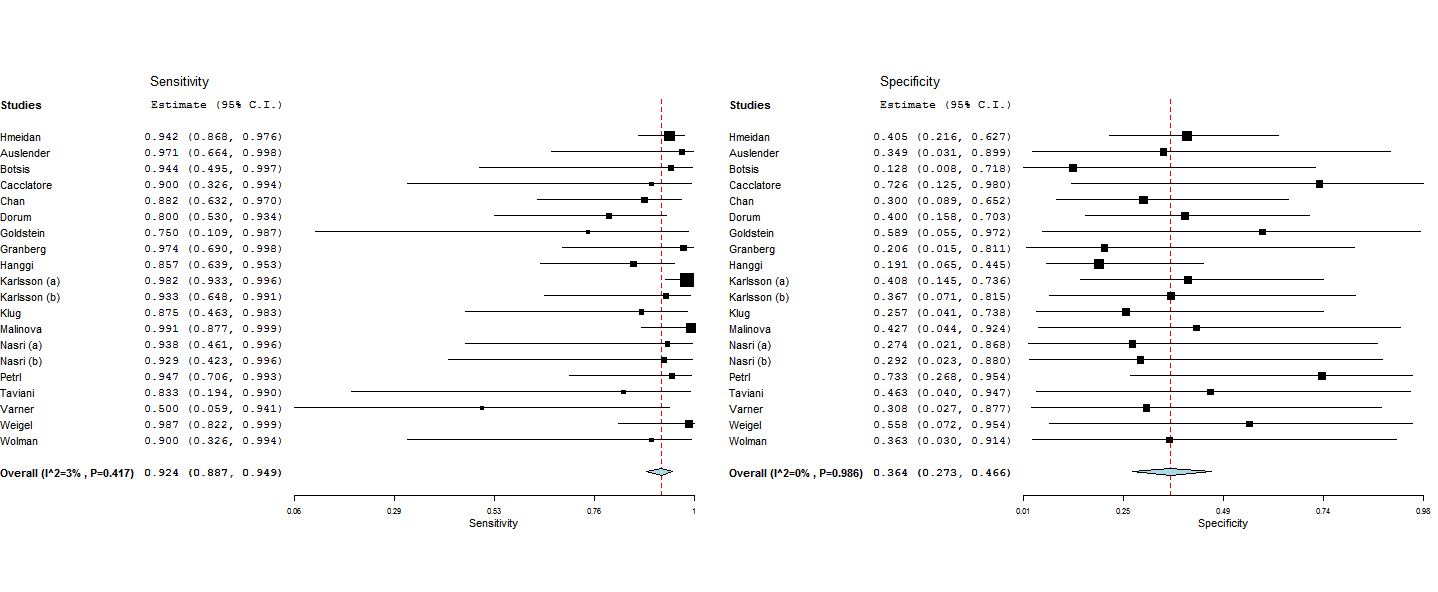 Sensitivity Specificity
Studies Estimate (95% C.I.) Studies Estimate (95% C.I.)
Hmeidan 0.942 (0.868, 0.976) Hmeidan 0.405 (0.216, 0.627)
Auslender 0.971 (0.664, 0.998) Auslender 0.349 (0.031, 0.899)
Botsis 0.944 (0.495, 0.997) Botsis 0.128 (0.008, 0.718)
Cacclatore 0.900 (0.326, 0.994) Cacclatore 0.726 (0.125, 0.980)
Chan 0.882 (0.632, 0.970) Chan 0.300 (0.089, 0.652)
Dorum 0.800 (0.530, 0.934) Dorum 0.400 (0.158, 0.703)
Goldstein 0.750 (0.109, 0.987) Goldstein 0.589 (0.055, 0.972)
Granberg 0.974 (0.690, 0.998) Granberg 0.206 (0.015, 0.811)
Hanggi 0.857 (0.639, 0.953) Hanggi 0.191 (0.065, 0.445)
Karlsson (a) 0.982 (0.933, 0.996) Karlsson (a) 0.408 (0.145, 0.736)
Karlsson (b) 0.933 (0.648, 0.991) Karlsson (b) 0.367 (0.071, 0.815)
Klug 0.875 (0.463, 0.983) Klug 0.257 (0.041, 0.738)
Malinova 0.991 (0.877, 0.999) Malinova 0.427 (0.044, 0.924)
Nasri (a) 0.938 (0.461, 0.996) Nasri (a) 0.274 (0.021, 0.868)
Nasri (b) 0.929 (0.423, 0.996) Nasri (b) 0.292 (0.023, 0.880)
Petrl 0.947 (0.706, 0.993) Petrl 0.733 (0.268, 0.954)
Taviani 0.833 (0.194, 0.990) Taviani 0.463 (0.040, 0.947)
Varner 0.500 (0.059, 0.941) Varner 0.308 (0.027, 0.877)
Weigel 0.987 (0.822, 0.999) Weigel 0.558 (0.072, 0.954)
Wolman 0.900 (0.326, 0.994) Wolman 0.363 (0.030, 0.914)
Overall (I^2=3% , P=0.417) 0.924 (0.887, 0.949) Overall (I^2=0% , P=0.986) 0.364 (0.273, 0.466)
0.06 0.29 0.53 0.76 1 0.01 0.25 0.49 0.74 0.98
Sensitivity Specificity